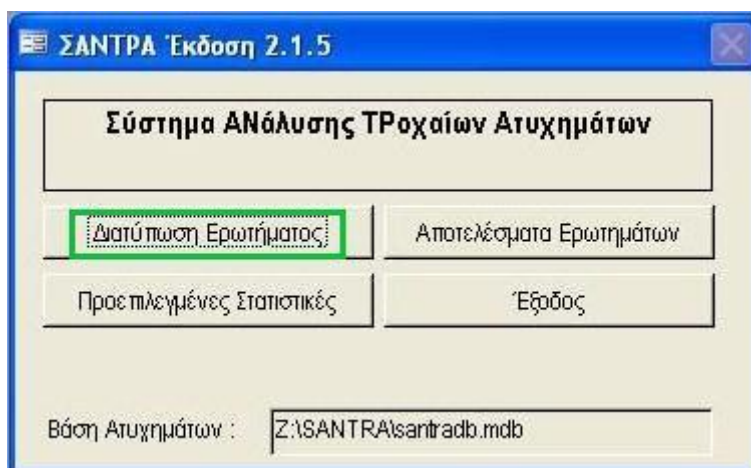 ΣΑΝΤΡΑ Έκδοση 2.1.5
Σύστημα ΑΝάλυσης ΤΡοχαίων Ατυχημάτων
Διατύπωση Ερωτήματος
Αποτελέσματα Ερωτημάτων
Προεπιλεγμένες Στατιστικές
Έξοδος
Βάση Ατυχημάτων : Z:\SANTRA\santradb.mdb